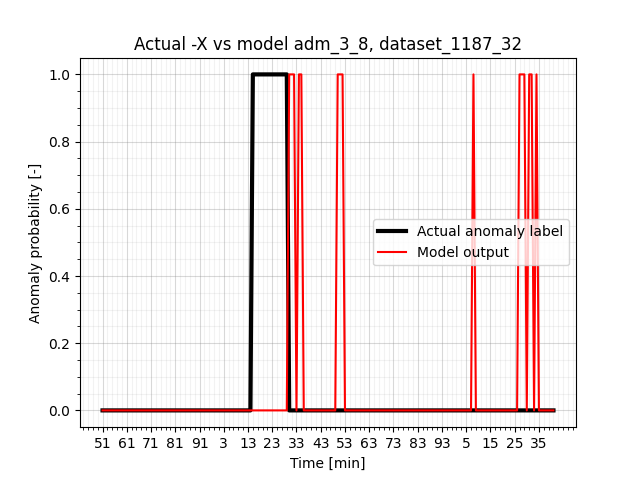 Actual -X vs model adm_3_8, dataset_1187_32
Anomaly probability [-]
1.0
0.8
0.6
0.4
0.2
0.0
Actual anomaly label
Model output
51 61 71 81 91 3 13 23 33 43 53 63 73 83 93 5 15 25 35
Time [min]